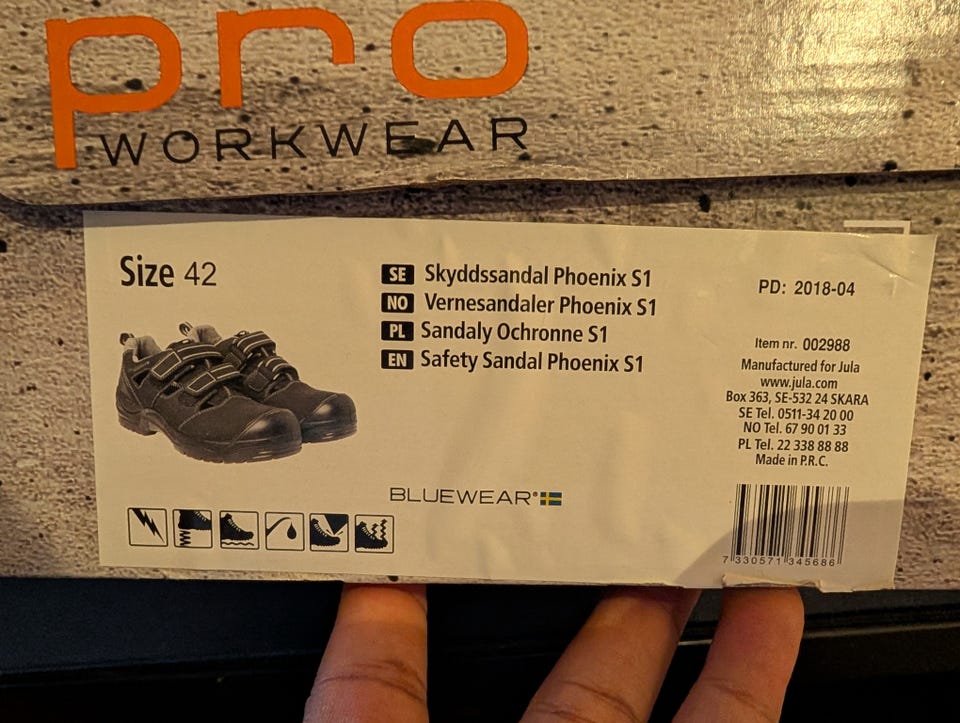 pro
WORKWEAR
Size 42
SE Skyddssandal Phoenix S1
NO Vernesandaler Phoenix S1
PL Sandaly Ochronne S1
EN Safety Sandal Phoenix S1
PD: 2018-04
Item nr. 002988
Manufactured for Jula
www.jula.com
Box 363, SE-532 24 SKARA
SE Tel. 0511-34 20 00
NO Tel. 67 90 01 33
PL Tel. 22 338 88 88
Made in P.R.C.
BLUEWEAR®
7 330571 345686